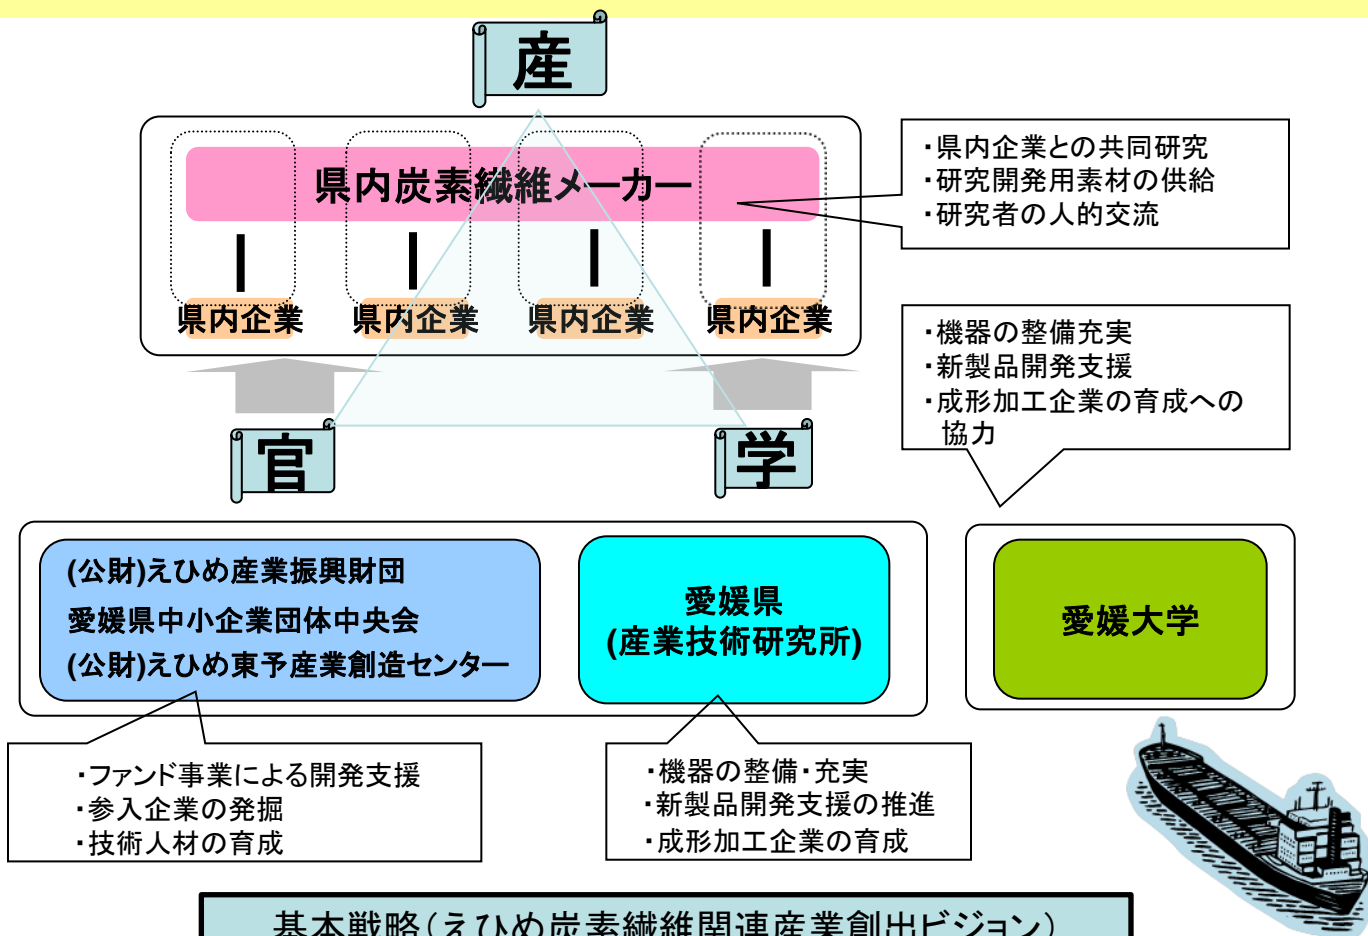 産
県内炭素繊維メーカー
県内企業
県内企業
県内企業
県内企業
・県内企業との共同研究
・研究開発用素材の供給
・研究者の人的交流
官
学
・機器の整備充実
・新製品開発支援
・成形加工企業の育成への
協力
(公財)えひめ産業振興財団
愛媛県中小企業団体中央会
(公財)えひめ東予産業創造センター
愛媛県
(産業技術研究所)
愛媛大学
・ファンド事業による開発支援
・参入企業の発掘
・技術人材の育成
・機器の整備・充実
・新製品開発支援の推進
・成形加工企業の育成
基本戦略(えひめ炭素繊維関連産業創出ビジョン)